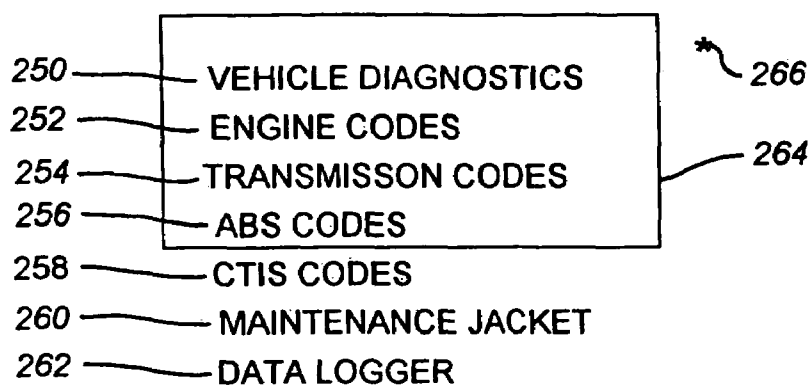 250 VEHICLE DIAGNOSTICS * 266
252 ENGINE CODES
254 TRANSMISSON CODES 264
256 ABS CODES
258 CTIS CODES
260 MAINTENANCE JACKET
262 DATA LOGGER